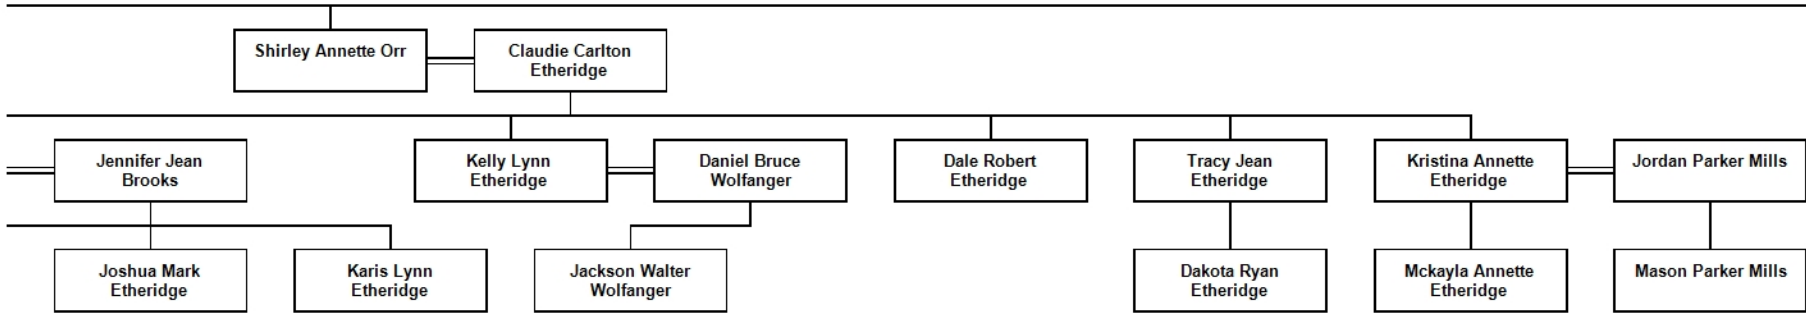 Shirley Annette Orr
Claudie Carlton
Etheridge
Jennifer Jean
Brooks
Kelly Lynn
Etheridge
Daniel Bruce
Wolfanger
Dale Robert
Etheridge
Tracy Jean
Etheridge
Kristina Annette
Etheridge
Jordan Parker Mills
Joshua Mark
Etheridge
Karis Lynn
Etheridge
Jackson Walter
Wolfanger
Dakota Ryan
Etheridge
Mckayla Annette
Etheridge
Mason Parker Mills